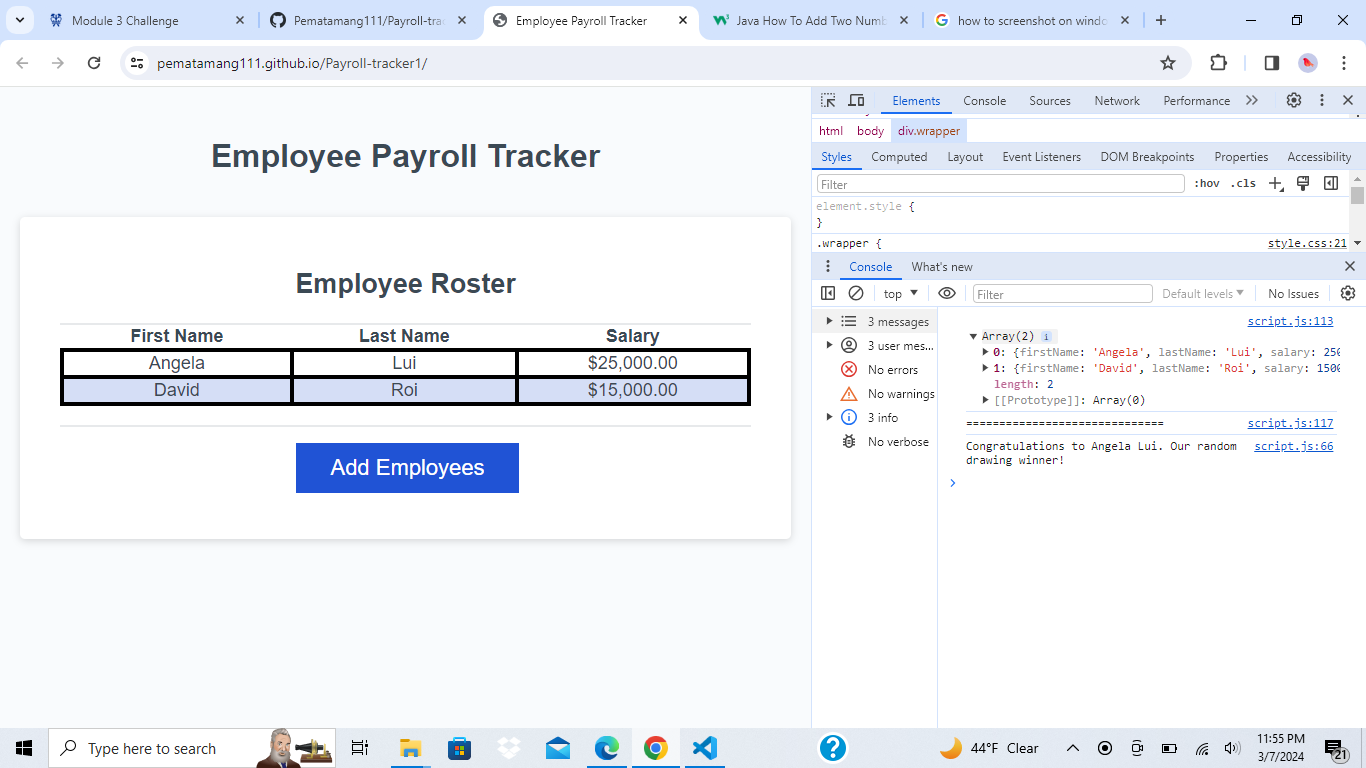 Module 3 Challenge
Pematamang111/Payroll-tra
Employee Payroll Tracker
Java How To Add Two Numb
how to screenshot on windo
pematamang111.github.io/Payroll-tracker1/
Employee Payroll Tracker
Employee Roster
First Name Last Name Salary
Angela Lui $25,000.00
David Roi $15,000.00
Add Employees
Elements Console Sources Network Performance
html body div.wrapper
Styles Computed Layout Event Listeners DOM Breakpoints Properties Accessibility
Filter :hov .cls
element.style {
}
.wrapper { style.css:21
Console What's new
top Filter Default levels No Issues
3 messages
3 user mes...
No errors
No warnings
3 info
No verbose
script.js:113
Array(2)
0: {firstName: 'Angela', lastName: 'Lui', salary: 250
1: {firstName: 'David', lastName: 'Roi', salary: 1500
length: 2
[[Prototype]]: Array(0)
============================== script.js:117
Congratulations to Angela Lui. Our random script.js:66
drawing winner!
Type here to search
44°F Clear
11:55 PM
3/7/2024
21